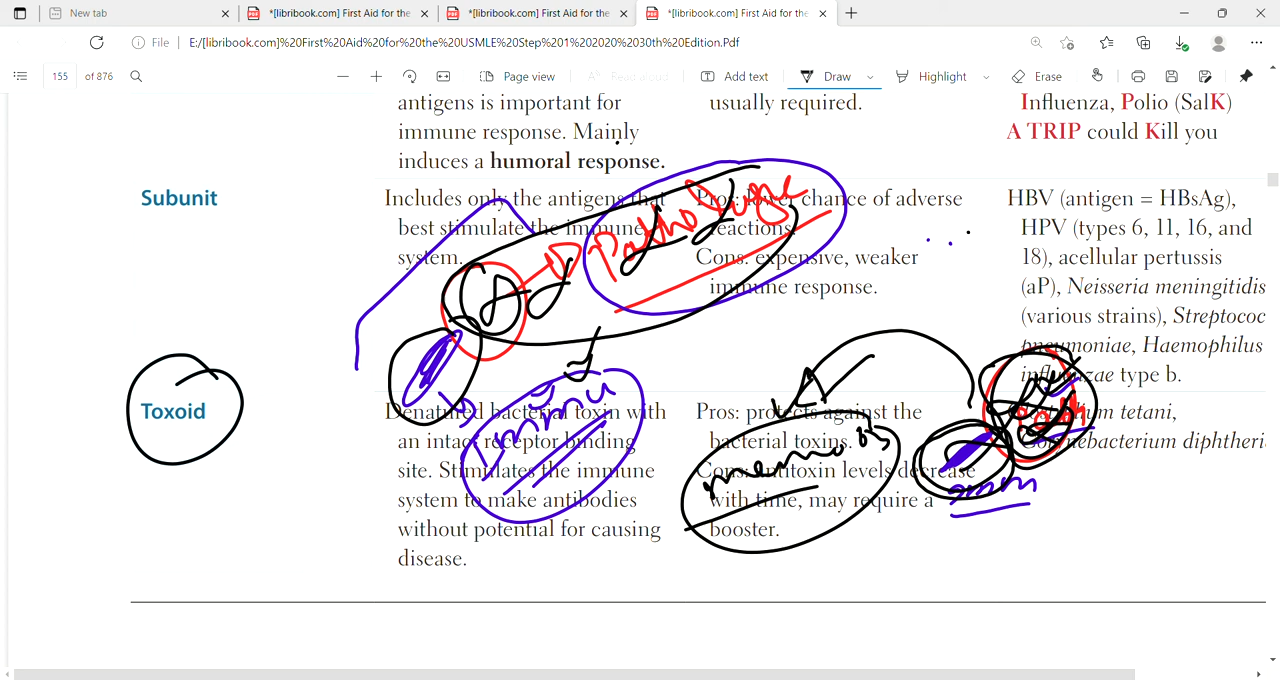 New tab
*[libribook.com] First Aid for the
*[libribook.com] First Aid for the
*[libribook.com] First Aid for the
File
E:/[libribook.com]%20First%20Aid%20for%20the%20USMLE%20Step%201%202020%2030th%20Edition.Pdf
155 of 876
Page view
Read aloud
Add text
Draw
Highlight
Erase
antigens is important for
immune response. Mainly
induces a humoral response.
usually required.
Influenza, Polio (SalK)
A TRIP could Kill you
Subunit
Includes only the antigens that
best stimulate the immune
system.
Pros: lower chance of adverse
reactions.
Cons: expensive, weaker
immune response.
HBV (antigen = HBsAg),
HPV (types 6, 11, 16, and
18), acellular pertussis
(aP), Neisseria meningitidis
(various strains), Streptococ
pneumoniae, Haemophilus
influenzae type b.
Toxoid
Denatured bacterial toxin with
an intact receptor binding
site. Stimulates the immune
system to make antibodies
without potential for causing
disease.
Pros: protects against the
bacterial toxins.
Cons: antitoxin levels decrease
with time, may require a
booster.
tetani,
diphtheri